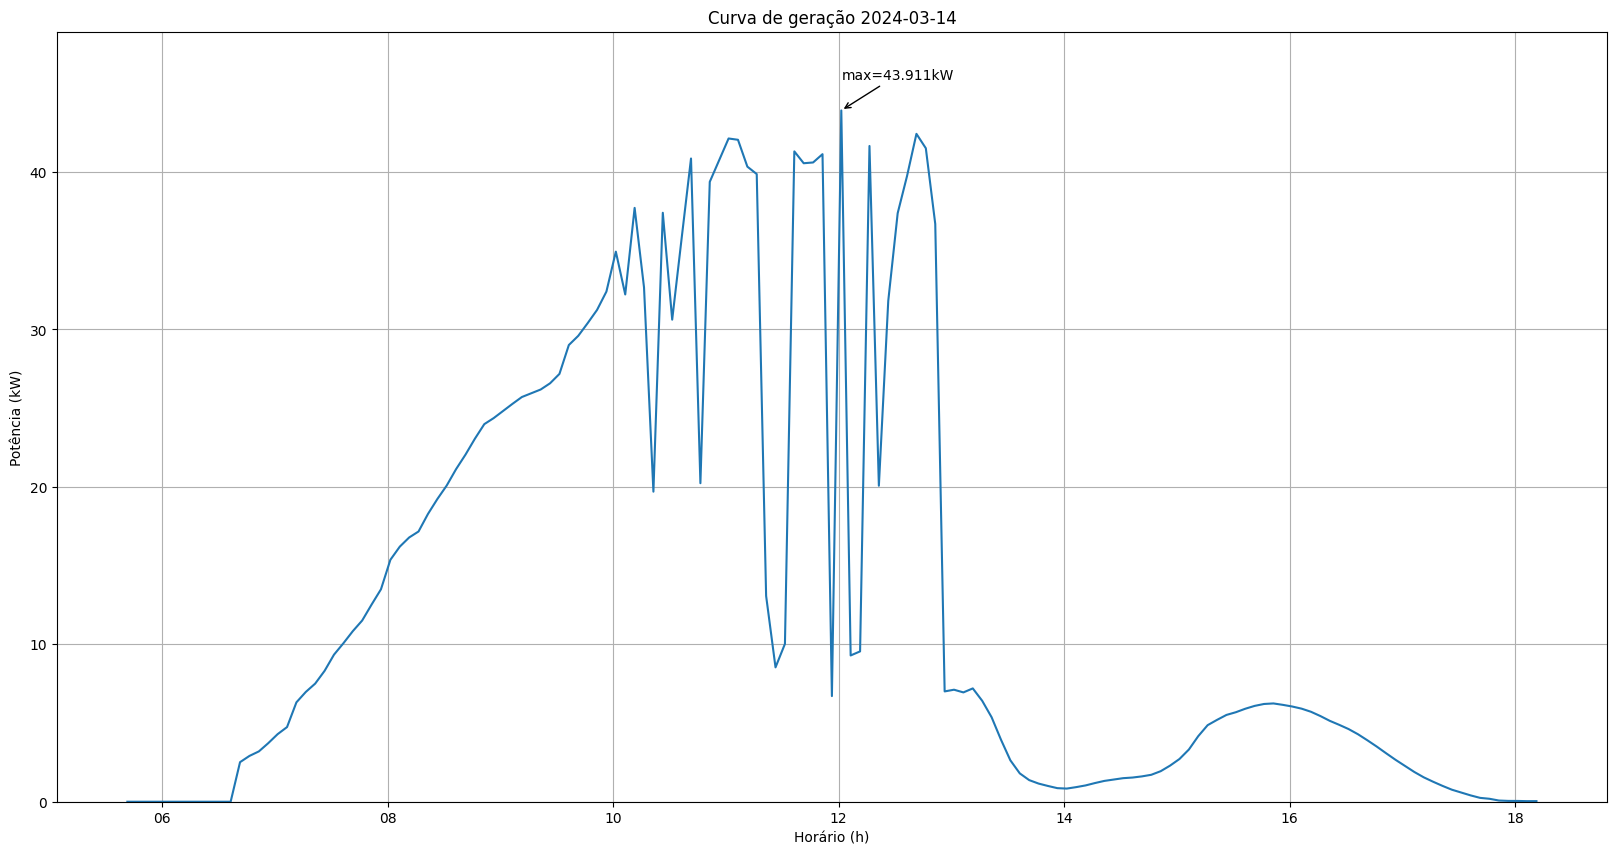 Curva de geração 2024-03-14
max=43.911kW
40
30
20
10
0
Potência (kW)
06 08 10 12 14 16 18
Horário (h)